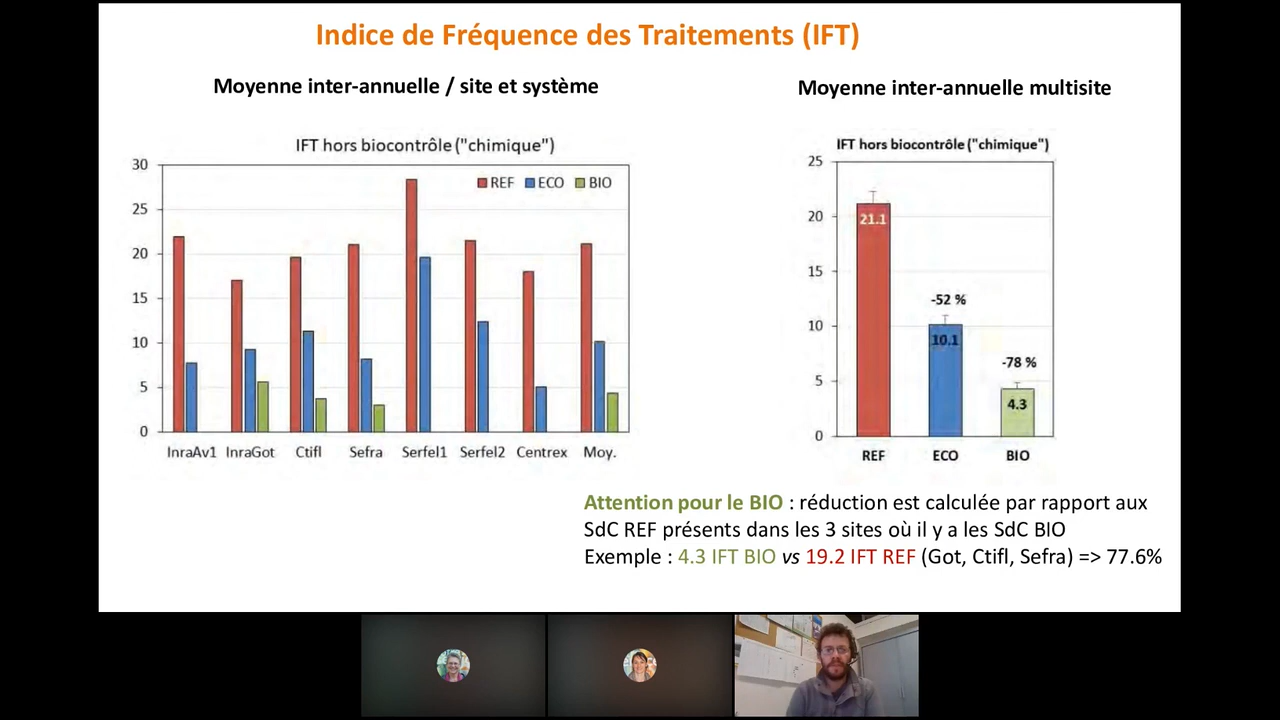 Indice de Fréquence des Traitements (IFT)
Moyenne inter-annuelle / site et système
IFT hors biocontrôle ("chimique")
30
25
20
15
10
5
0
REF ECO BIO
InraAv1 InraGot Ctifl Sefra Serfel1 Serfel2 Centrex Moy.
Moyenne inter-annuelle multisite
IFT hors biocontrôle ("chimique")
25
20
15
10
5
0
21.1
-52 %
10.1
-78 %
4.3
REF ECO BIO
Attention pour le BIO : réduction est calculée par rapport aux
SdC REF présents dans les 3 sites où il y a les SdC BIO
Exemple : 4.3 IFT BIO vs 19.2 IFT REF (Got, Ctifl, Sefra) => 77.6%